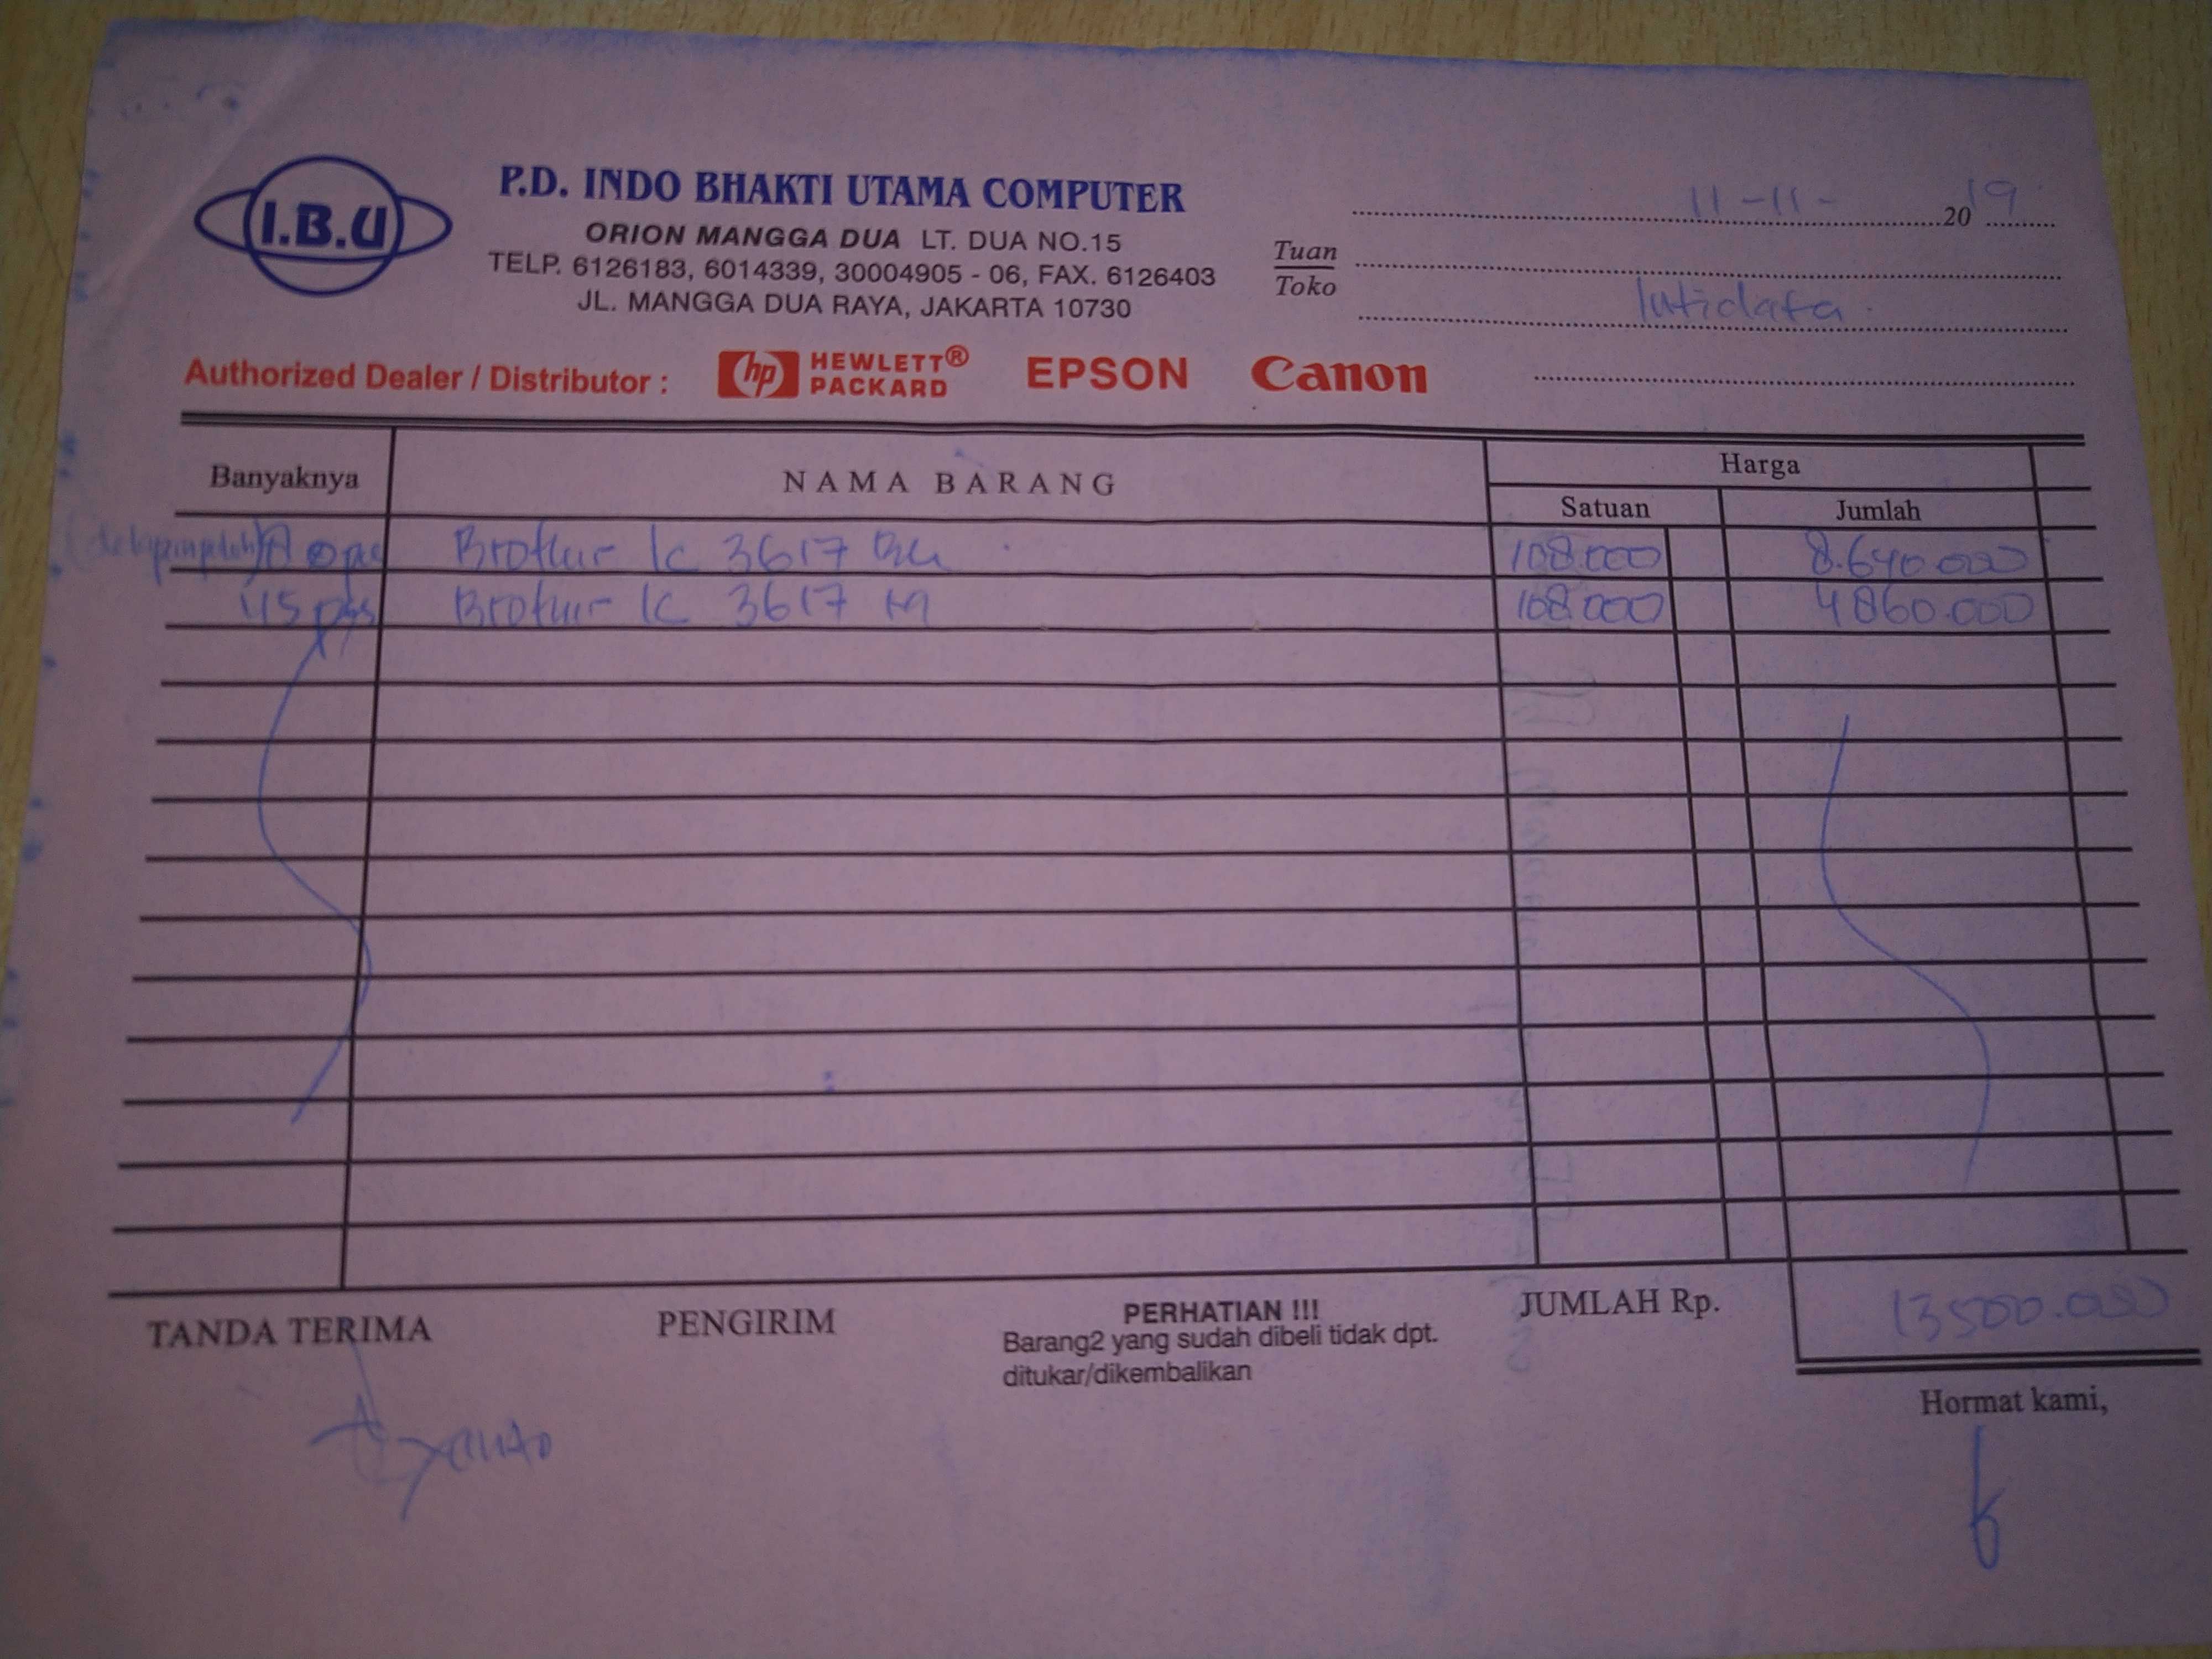 I.B.U
P.D. INDO BHAKTI UTAMA COMPUTER
ORION MANGGA DUA LT. DUA NO.15
TELP. 6126183, 6014339, 30004905 - 06, FAX. 6126403
JL. MANGGA DUA RAYA, JAKARTA 10730
11-11- 2019
Tuan
Toko
Intidata
Authorized Dealer / Distributor : hp HEWLETT® PACKARD EPSON Canon
Banyaknya NAMA BARANG Harga
Satuan Jumlah
(delapanpuluh) pcs Brother lc 3617 BK 108.000 8.640.000
45 pcs Brother lc 3617 M 108.000 4860.000
TANDA TERIMA PENGIRIM PERHATIAN !!! JUMLAH Rp. 13500.000
Barang2 yang sudah dibeli tidak dpt.
ditukar/dikembalikan
Hormat kami,